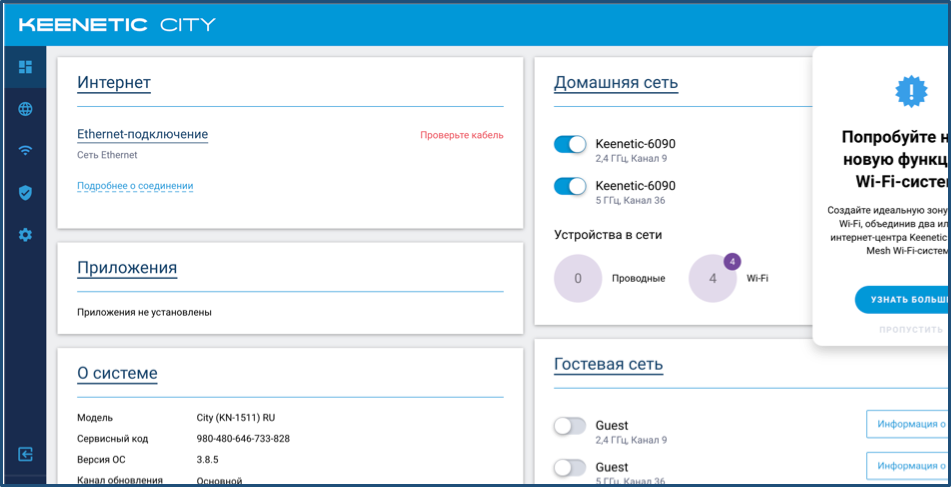 KEENETIC CITY
Интернет
Ethernet-подключение
Проверьте кабель
Сеть Ethernet
Подробнее о соединении
Приложения
Приложения не установлены
О системе
Модель
City (KN-1511) RU
Сервисный код
980-480-646-733-828
Версия ОС
3.8.5
Канал обновления
Основной
Домашняя сеть
Keenetic-6090
2,4 ГГц, Канал 9
Keenetic-6090
5 ГГц, Канал 36
Устройства в сети
0
Проводные
4
4
Wi-Fi
Гостевая сеть
Guest
2,4 ГГц, Канал 9
Информация о
Guest
5 ГГц, Канал 36
Информация о
!
Попробуйте н
новую функц
Wi-Fi-систе
Создайте идеальную зону
Wi-Fi, объединив два ил
интернет-центра Keenetic
Mesh Wi-Fi-систем
УЗНАТЬ БОЛЬШ
ПРОПУСТИТЬ